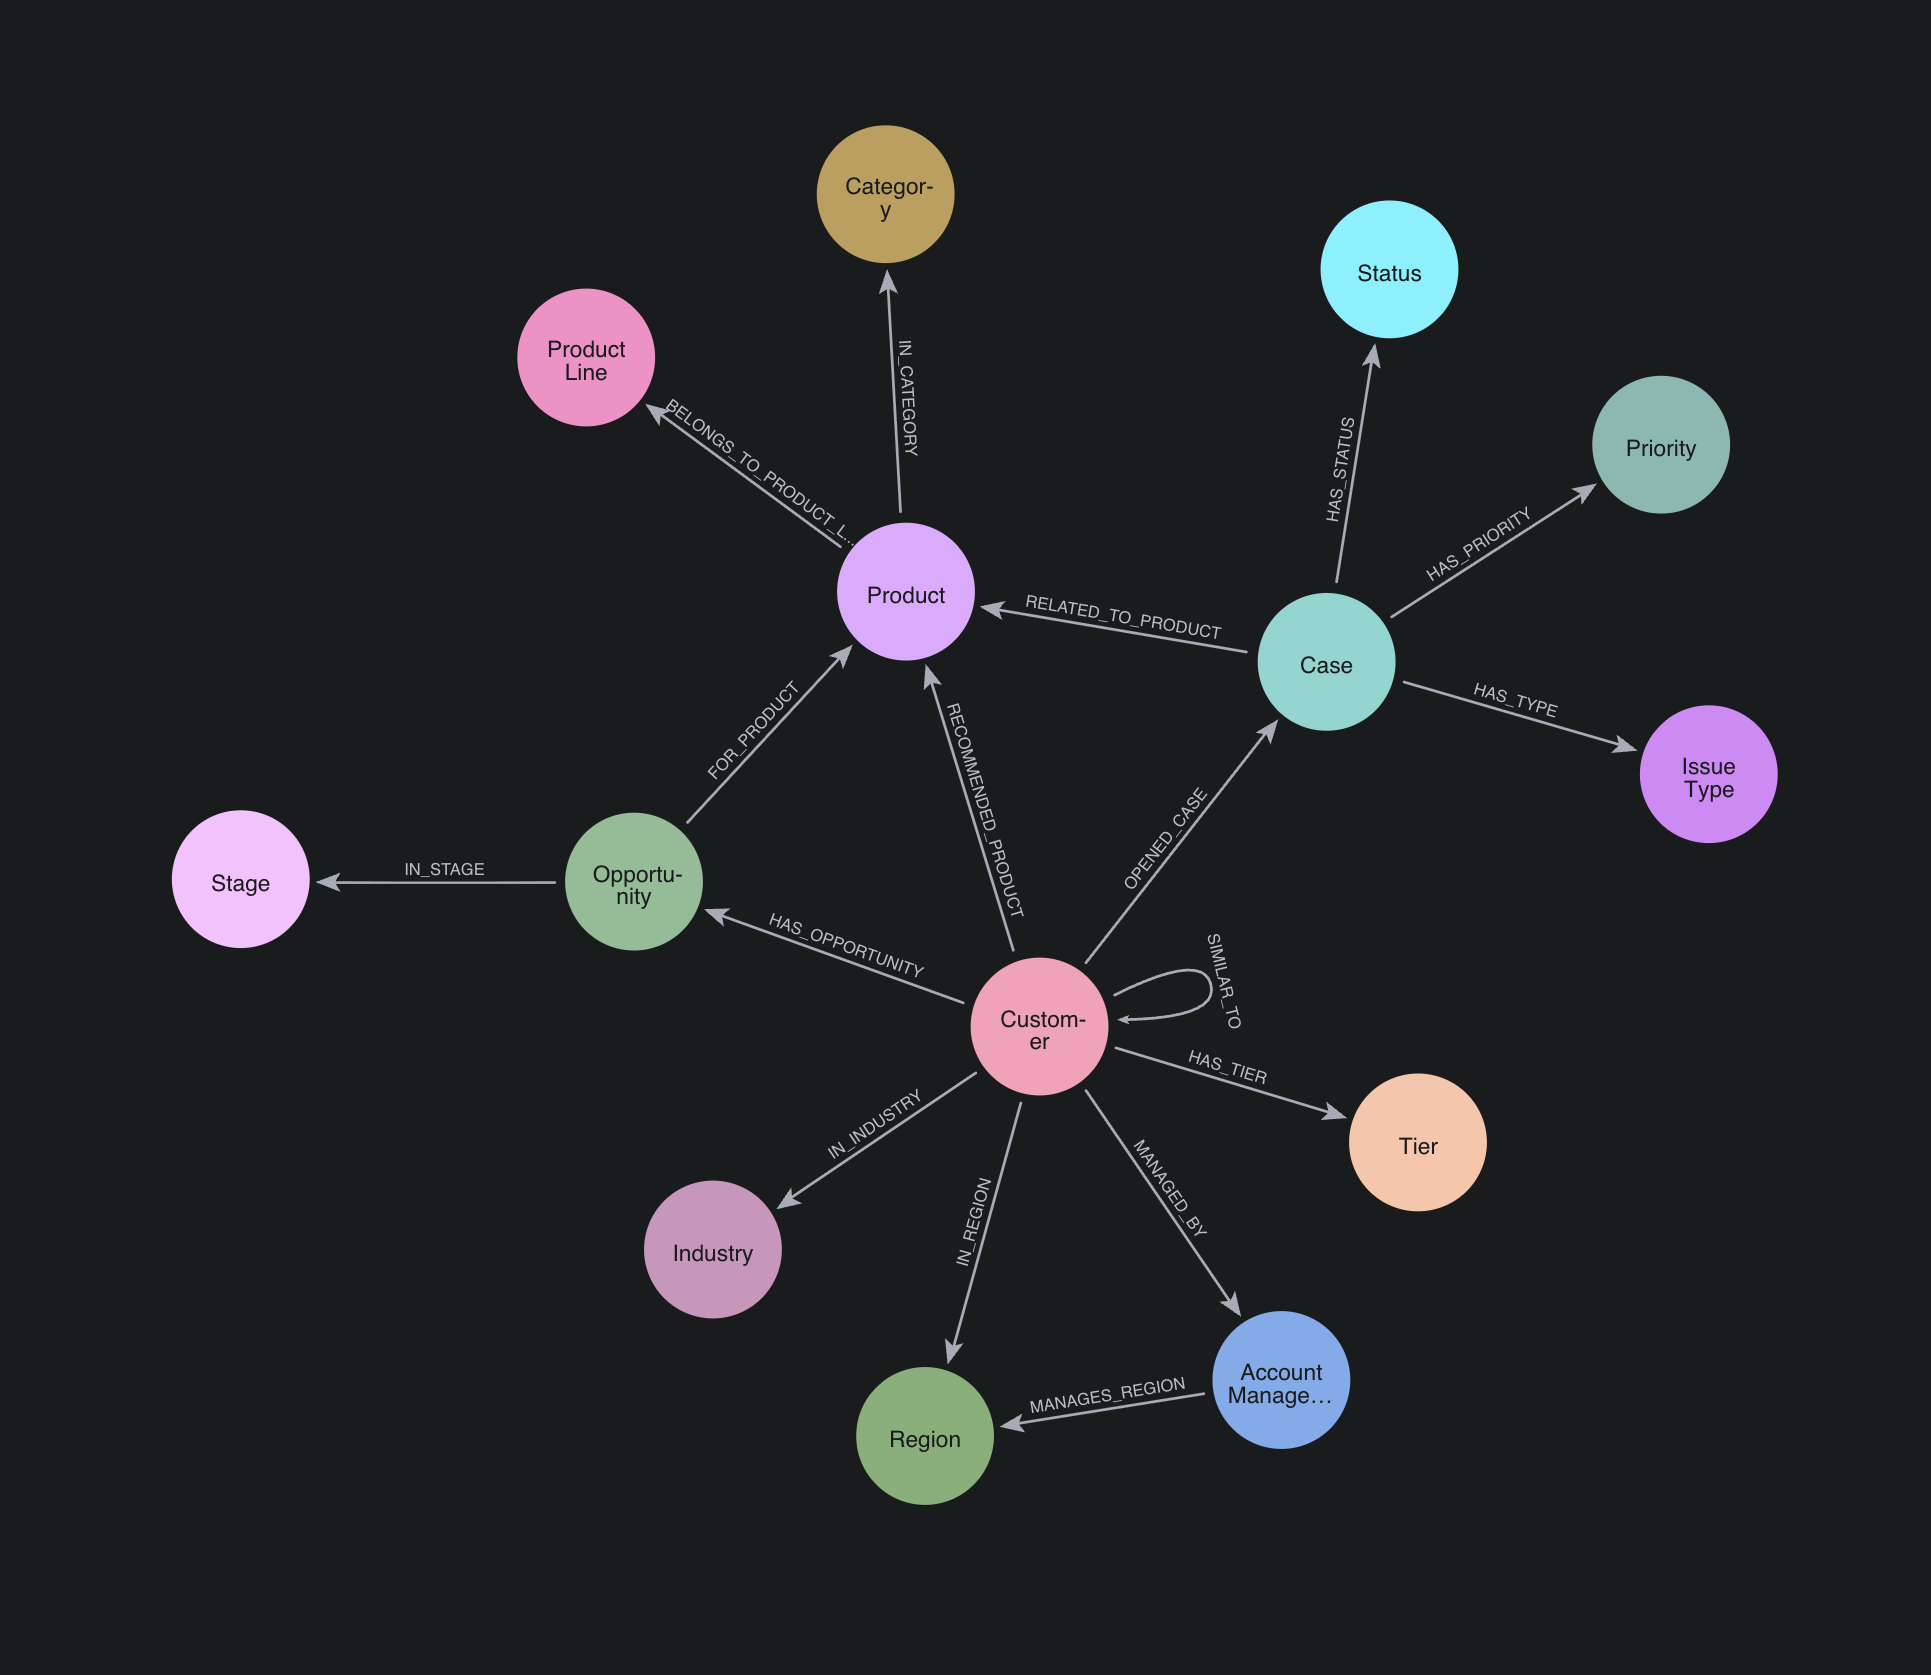 Categor-
y
Status
Product
Line
IN_CATEGORY
BELONGS_TO_PRODUCT_L...
HAS_STATUS
Priority
HAS_PRIORITY
Product
RELATED_TO_PRODUCT
Case
HAS_TYPE
Issue
Type
FOR_PRODUCT
RECOMMENDED_PRODUCT
OPENED_CASE
Stage
IN_STAGE
Opportu-
nity
HAS_OPPORTUNITY
SIMILAR_TO
Custom-
er
HAS_TIER
Tier
IN_INDUSTRY
MANAGED_BY
IN_REGION
Industry
Account
Manage...
MANAGES_REGION
Region